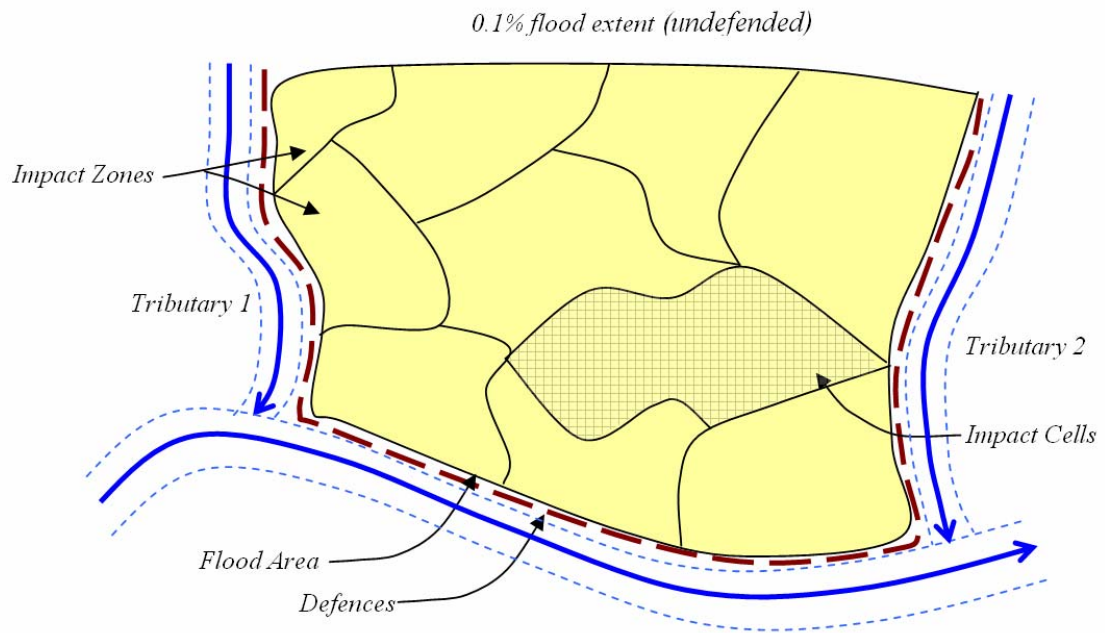 0.1% flood extent (undefended)
Impact Zones
Tributary 1
Tributary 2
Impact Cells
Flood Area
Defences